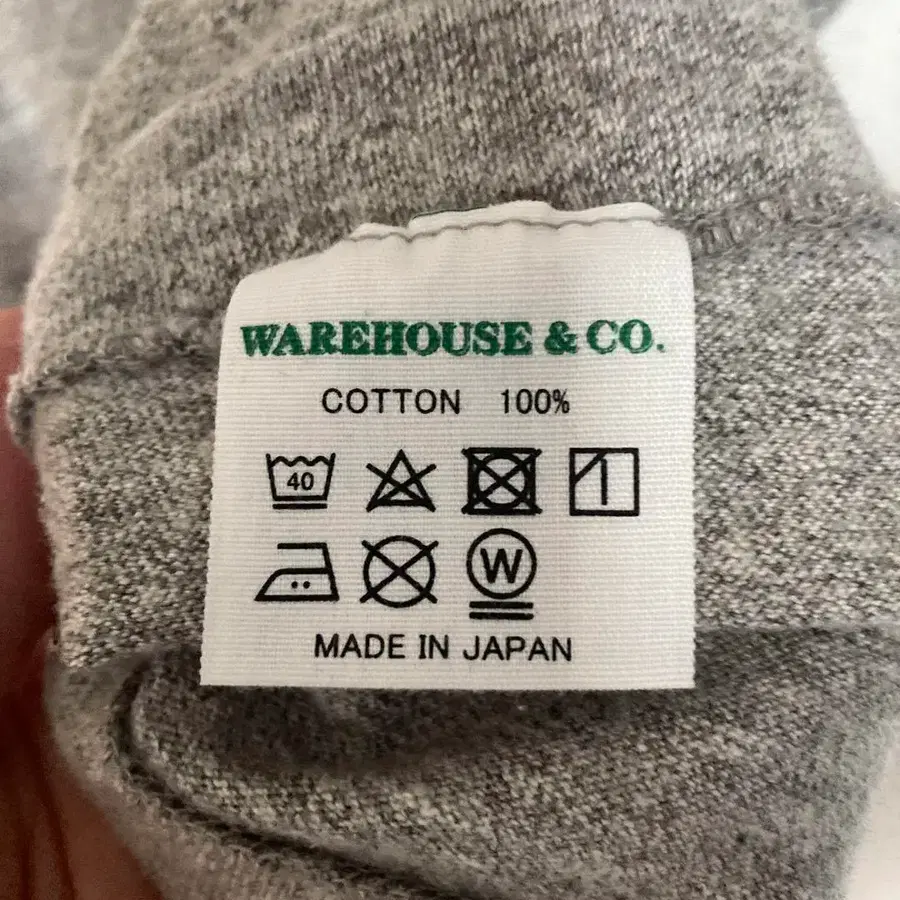 WAREHOUSE & CO.
COTTON 100%
40
W
MADE IN JAPAN